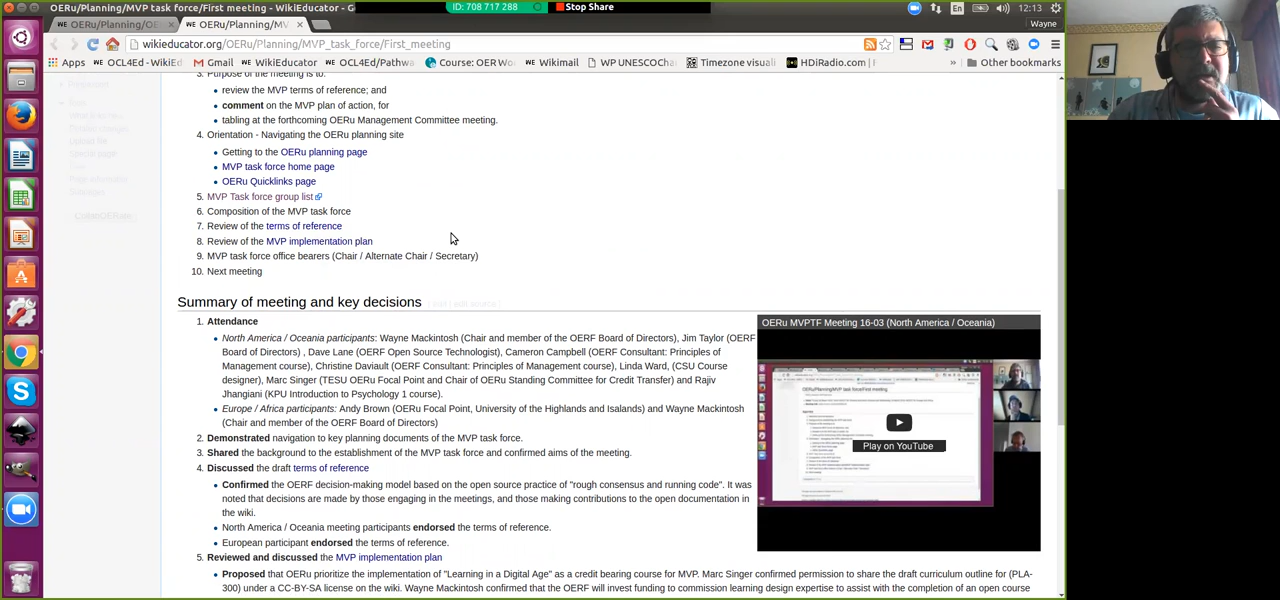 OERu/Planning/MVP task force/First meeting - WikiEducator - G
ID: 708 717 288
Stop Share
En
12:13
OERu/Planning/OE
OERu/Planning/MV
Wayne
wikieducator.org/OERu/Planning/MVP_task_force/First_meeting
Apps
OCL4Ed - WikiEd
Gmail
WikiEducator
OCL4Ed/Pathwa
Course: OER Wo
Wikimail
WP UNESCOCha
Timezone visuali
HDiRadio.com | F
»
Other bookmarks
3. Purpose of the meeting is to:
review the MVP terms of reference; and
comment on the MVP plan of action, for
tabling at the forthcoming OERu Management Committee meeting.
4. Orientation - Navigating the OERu planning site
Getting to the OERu planning page
MVP task force home page
OERu Quicklinks page
5. MVP Task force group list
6. Composition of the MVP task force
7. Review of the terms of reference
8. Review of the MVP implementation plan
9. MVP task force office bearers (Chair / Alternate Chair / Secretary)
10. Next meeting
Summary of meeting and key decisions
1. Attendance
North America / Oceania participants: Wayne Mackintosh (Chair and member of the OERF Board of Directors), Jim Taylor (OERF
Board of Directors) , Dave Lane (OERF Open Source Technologist), Cameron Campbell (OERF Consultant: Principles of
Management course), Christine Daviault (OERF Consultant: Principles of Management course), Linda Ward, (CSU Course
designer), Marc Singer (TESU OERu Focal Point and Chair of OERu Standing Committee for Credit Transfer) and Rajiv
Jhangiani (KPU Introduction to Psychology 1 course).
Europe / Africa participants: Andy Brown (OERu Focal Point, University of the Highlands and Isalands) and Wayne Mackintosh
(Chair and member of the OERF Board of Directors)
2. Demonstrated navigation to key planning documents of the MVP task force.
3. Shared the background to the establishment of the MVP task force and confirmed aims of the meeting.
4. Discussed the draft terms of reference
Confirmed the OERF decision-making model based on the open source practice of "rough consensus and running code". It was
noted that decisions are made by those engaging in the meetings, and those making contributions to the open documentation in
the wiki.
North America / Oceania meeting participants endorsed the terms of reference.
European participant endorsed the terms of reference.
5. Reviewed and discussed the MVP implementation plan
Proposed that OERu prioritize the implementation of "Learning in a Digital Age" as a credit bearing course for MVP. Marc Singer confirmed permission to share the draft curriculum outline for (PLA-
300) under a CC-BY-SA license on the wiki. Wayne Mackintosh confirmed that the OERF will invest funding to commission learning design expertise to assist with the completion of an open course
OERu MVPTF Meeting 16-03 (North America / Oceania)
Play on YouTube